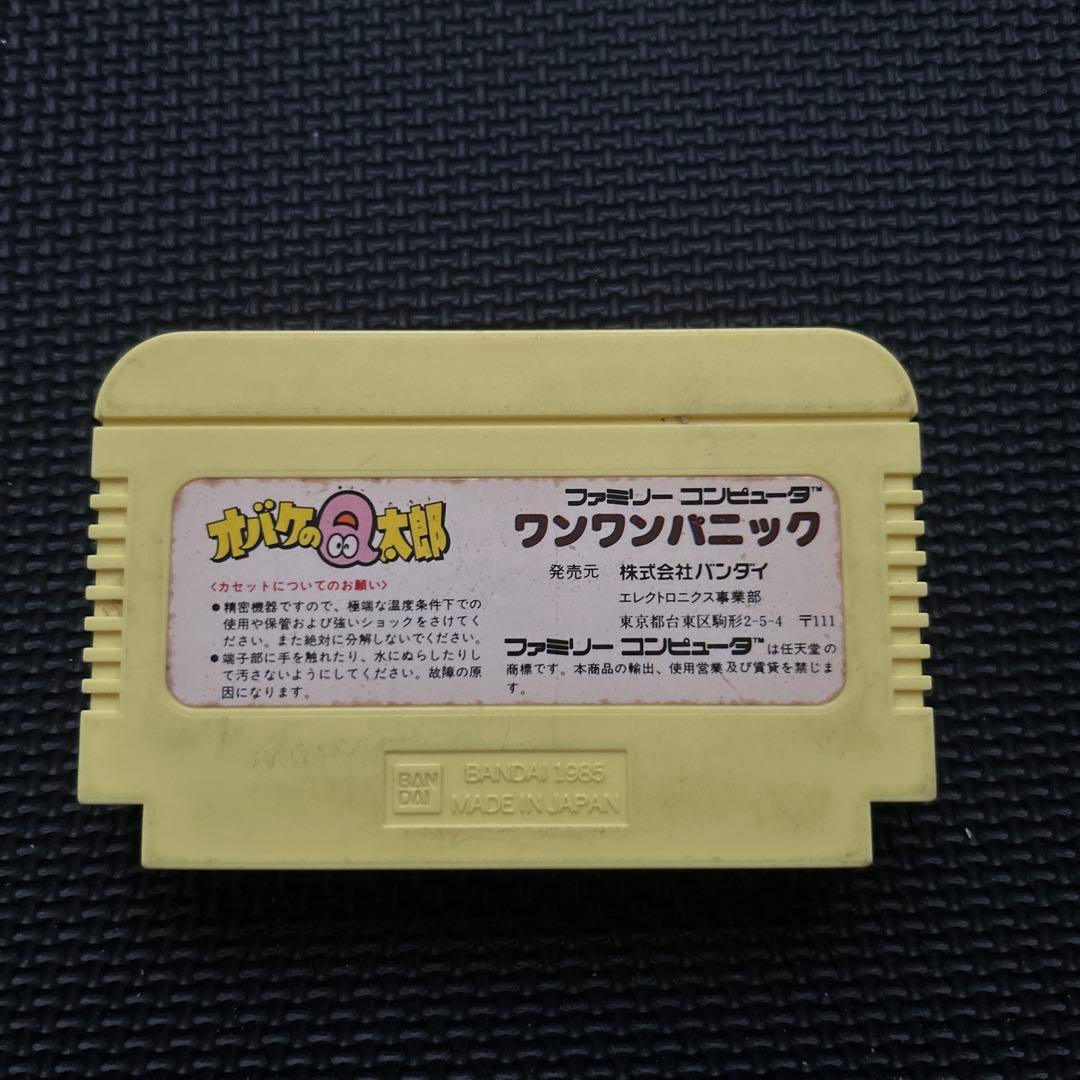 オバケのQ太郎
<カセットについてのお願い>
●精密機器ですので、極端な温度条件下での
使用や保管および強いショックをさけてく
ださい。また絶対に分解しないでください。
●端子部に手を触れたり、水にぬらしたりし
て汚さないようにしてください。故障の原
因になります。
ファミリー コンピュータ™
ワンワンパニック
発売元 株式会社バンダイ
エレクトロニクス事業部
東京都台東区駒形2-5-4 〒111
ファミリー コンピュータ™は任天堂の
商標です。本商品の輸出、使用営業及び賃貸を禁じま
す。
BAN
DAI
BANDAI 1985
MADE IN JAPAN